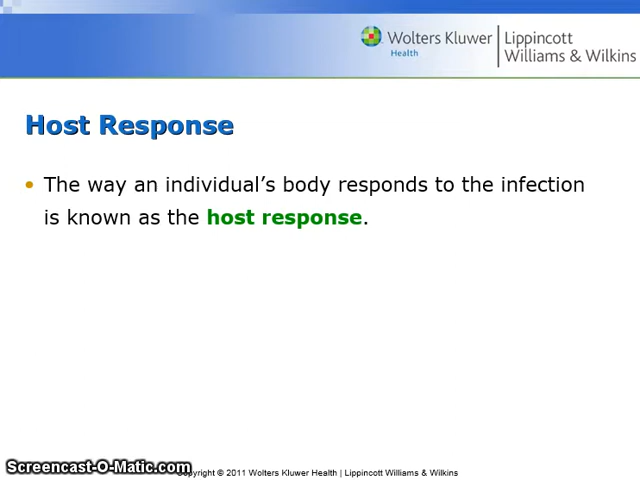 Wolters Kluwer
Health
Lippincott
Williams & Wilkins
Host Response
• The way an individual’s body responds to the infection
is known as the host response.
Screencast-O-Matic.com
opyright © 2011 Wolters Kluwer Health | Lippincott Williams & Wilkins